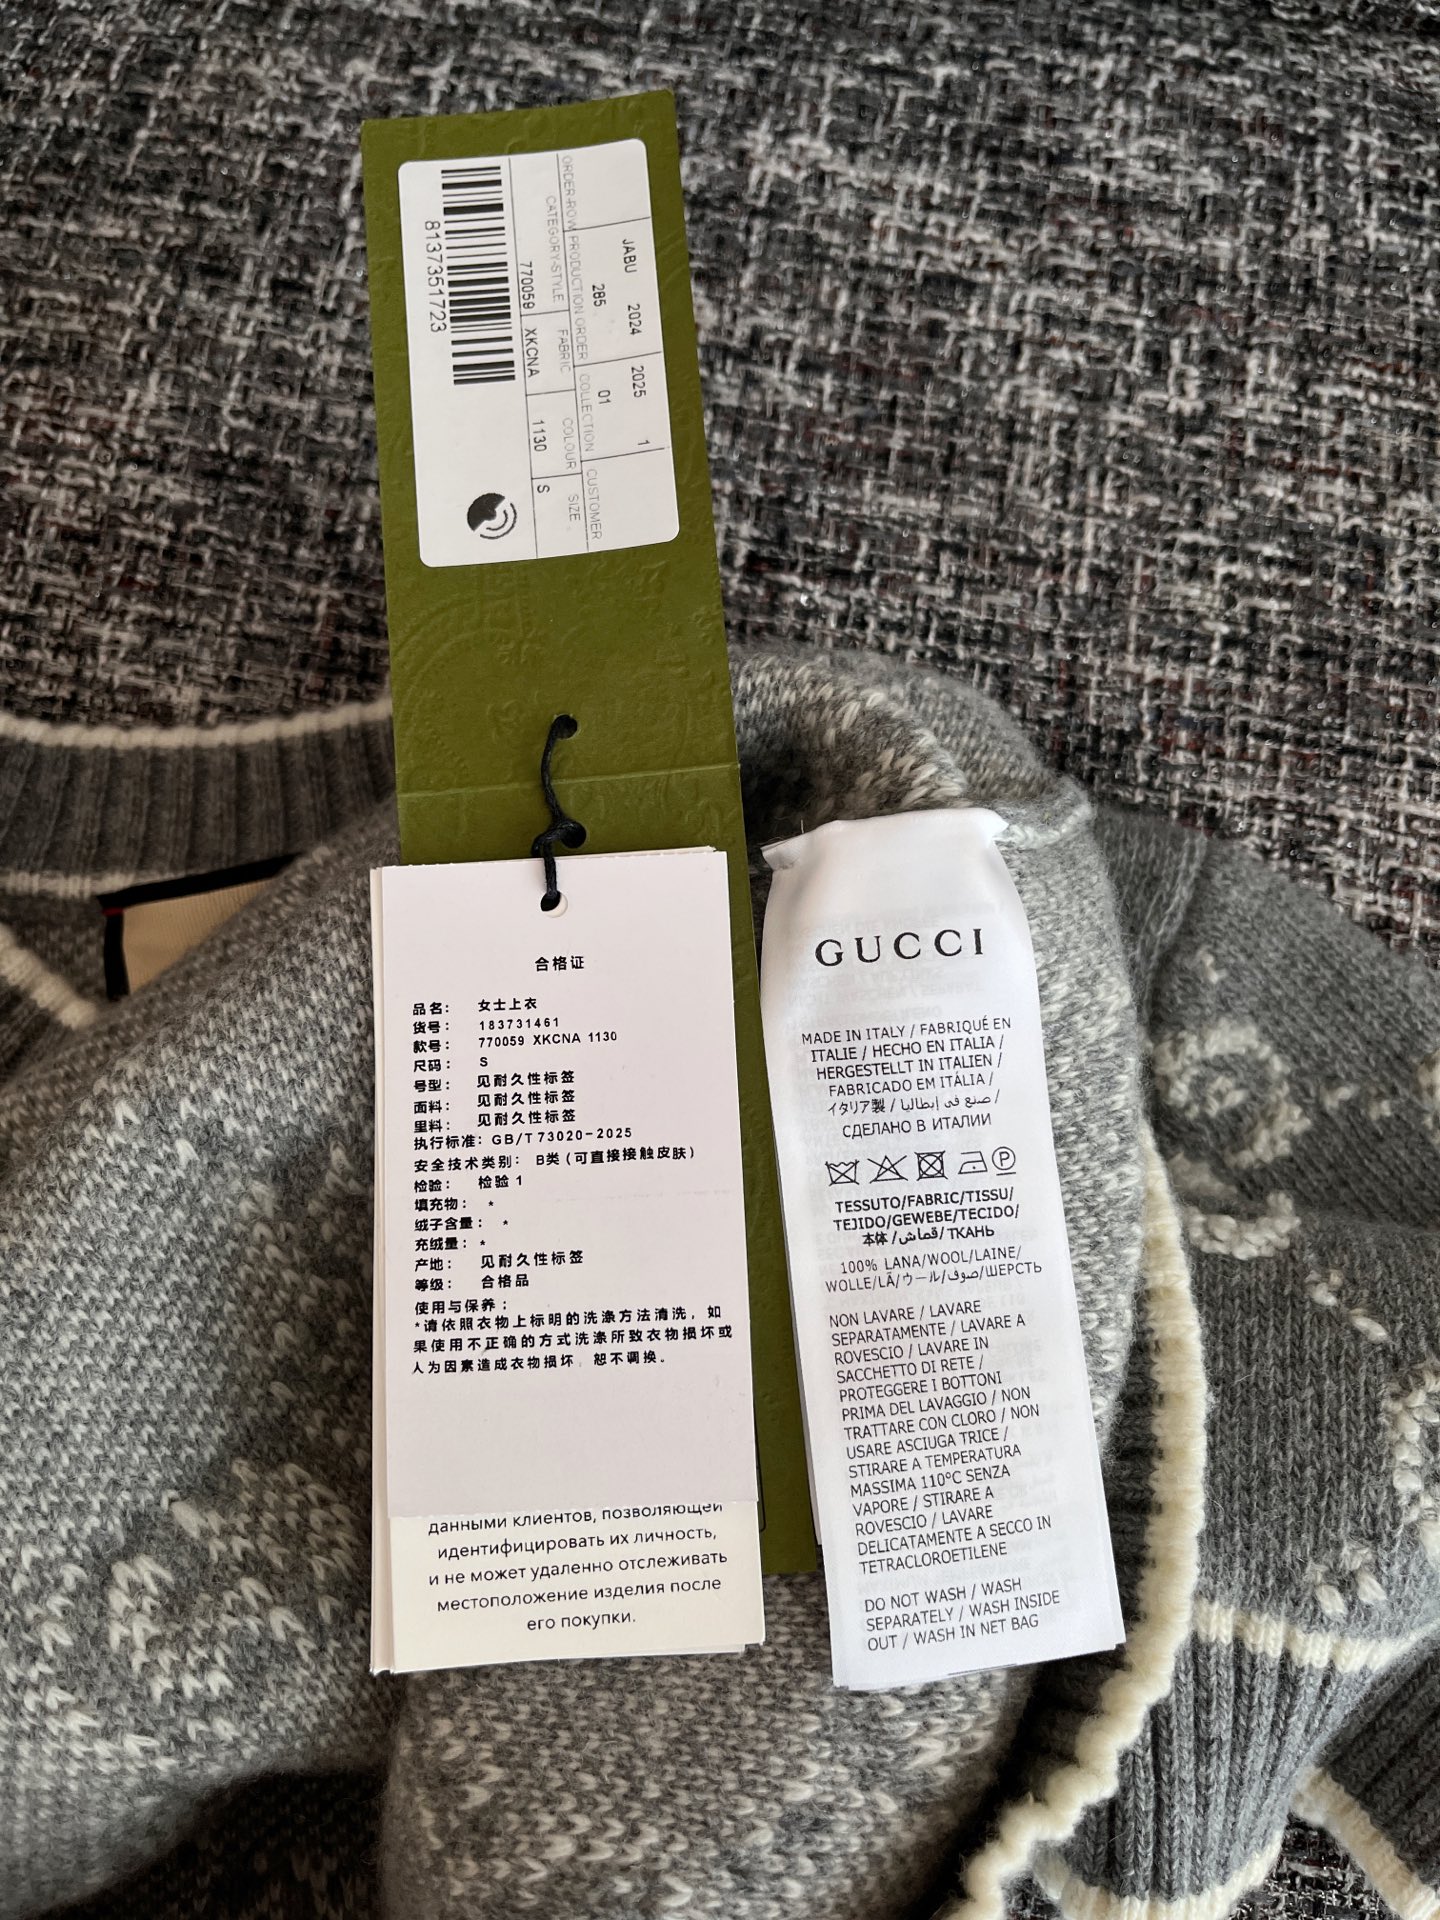 JABU 2024 2025 1
285 01
ORDER-ROW PRODUCTION ORDER COLLECTION CUSTOMER
CATEGORY-STYLE FABRIC COLOUR SIZE
770059 XKCNA 1130 S
8137351723
合格证
品名: 女士上衣
货号: 183731461
款号: 770059 XKCNA 1130
尺码: S
号型: 见耐久性标签
面料: 见耐久性标签
里料: 见耐久性标签
执行标准: GB/T 73020-2025
安全技术类别: B类 (可直接接触皮肤)
检验: 检验 1
填充物: *
绒子含量: *
充绒量: *
产地: 见耐久性标签
等级: 合格品
使用与保养:
*请依照衣物上标明的洗涤方法清洗, 如
果使用不正确的方式洗涤所致衣物损坏或
人为因素造成衣物损坏, 恕不调换。
данными клиентов, позволяющей
идентифицировать их личность,
и не может удаленно отслеживать
местоположение изделия после
его покупки.
GUCCI
MADE IN ITALY / FABRIQUÉ EN
ITALIE / HECHO EN ITALIA /
HERGESTELLT IN ITALIEN /
FABRICADO EM ITÁLIA /
イタリア製 / صنع في إيطاليا /
СДЕЛАНО В ИТАЛИИ
P
TESSUTO/FABRIC/TISSU/
TEJIDO/GEWEBE/TECIDO/
本体 /قماش/ ТКАНЬ
100% LANA/WOOL/LAINE/
WOLLE/LÃ/ウール/صوف/ШЕРСТЬ
NON LAVARE / LAVARE
SEPARATAMENTE / LAVARE A
ROVESCIO / LAVARE IN
SACCHETTO DI RETE /
PROTEGGERE I BOTTONI
PRIMA DEL LAVAGGIO / NON
TRATTARE CON CLORO / NON
USARE ASCIUGA TRICE /
STIRARE A TEMPERATURA
MASSIMA 110°C SENZA
VAPORE / STIRARE A
ROVESCIO / LAVARE
DELICATAMENTE A SECCO IN
TETRACLOROETILENE
DO NOT WASH / WASH
SEPARATELY / WASH INSIDE
OUT / WASH IN NET BAG